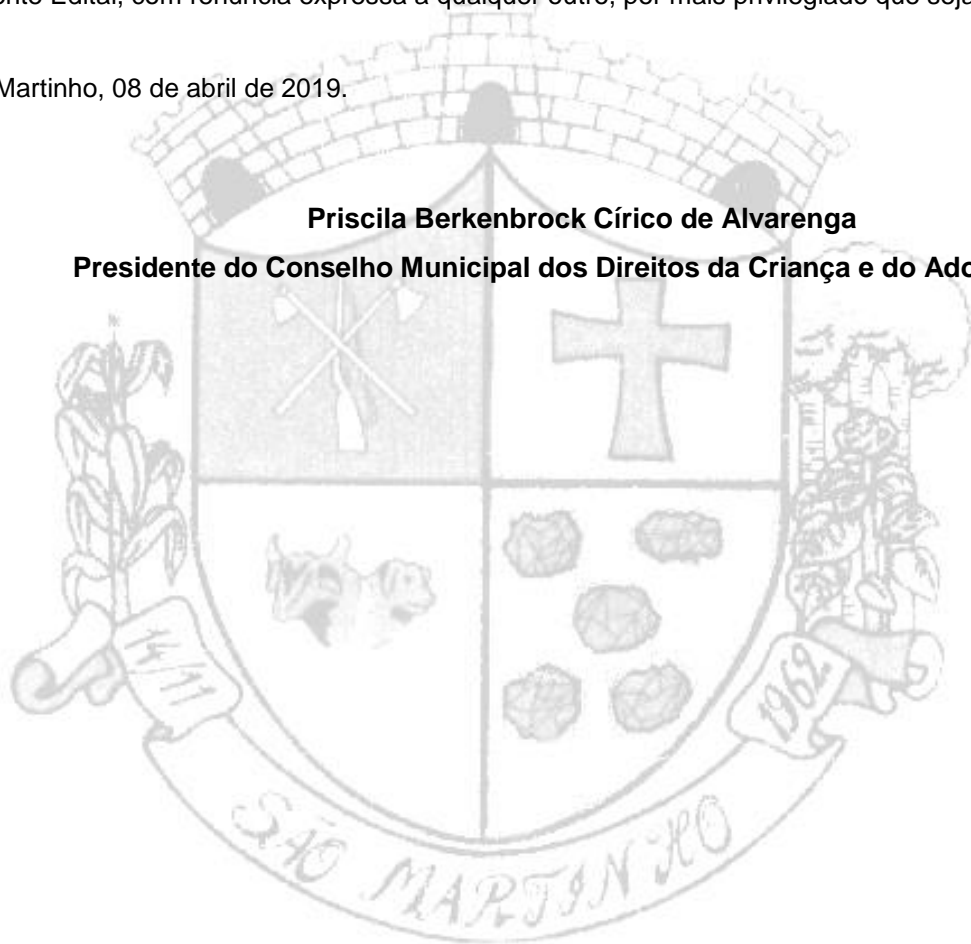 nto Edital, com renúncia expressa a qualquer outro, por mais privilegiado que seja
Martinho, 08 de abril de 2019.
Priscila Berkenbrock Círico de Alvarenga
Presidente do Conselho Municipal dos Direitos da Criança e do Ado
14/11
1962
SÃO MARTINHO